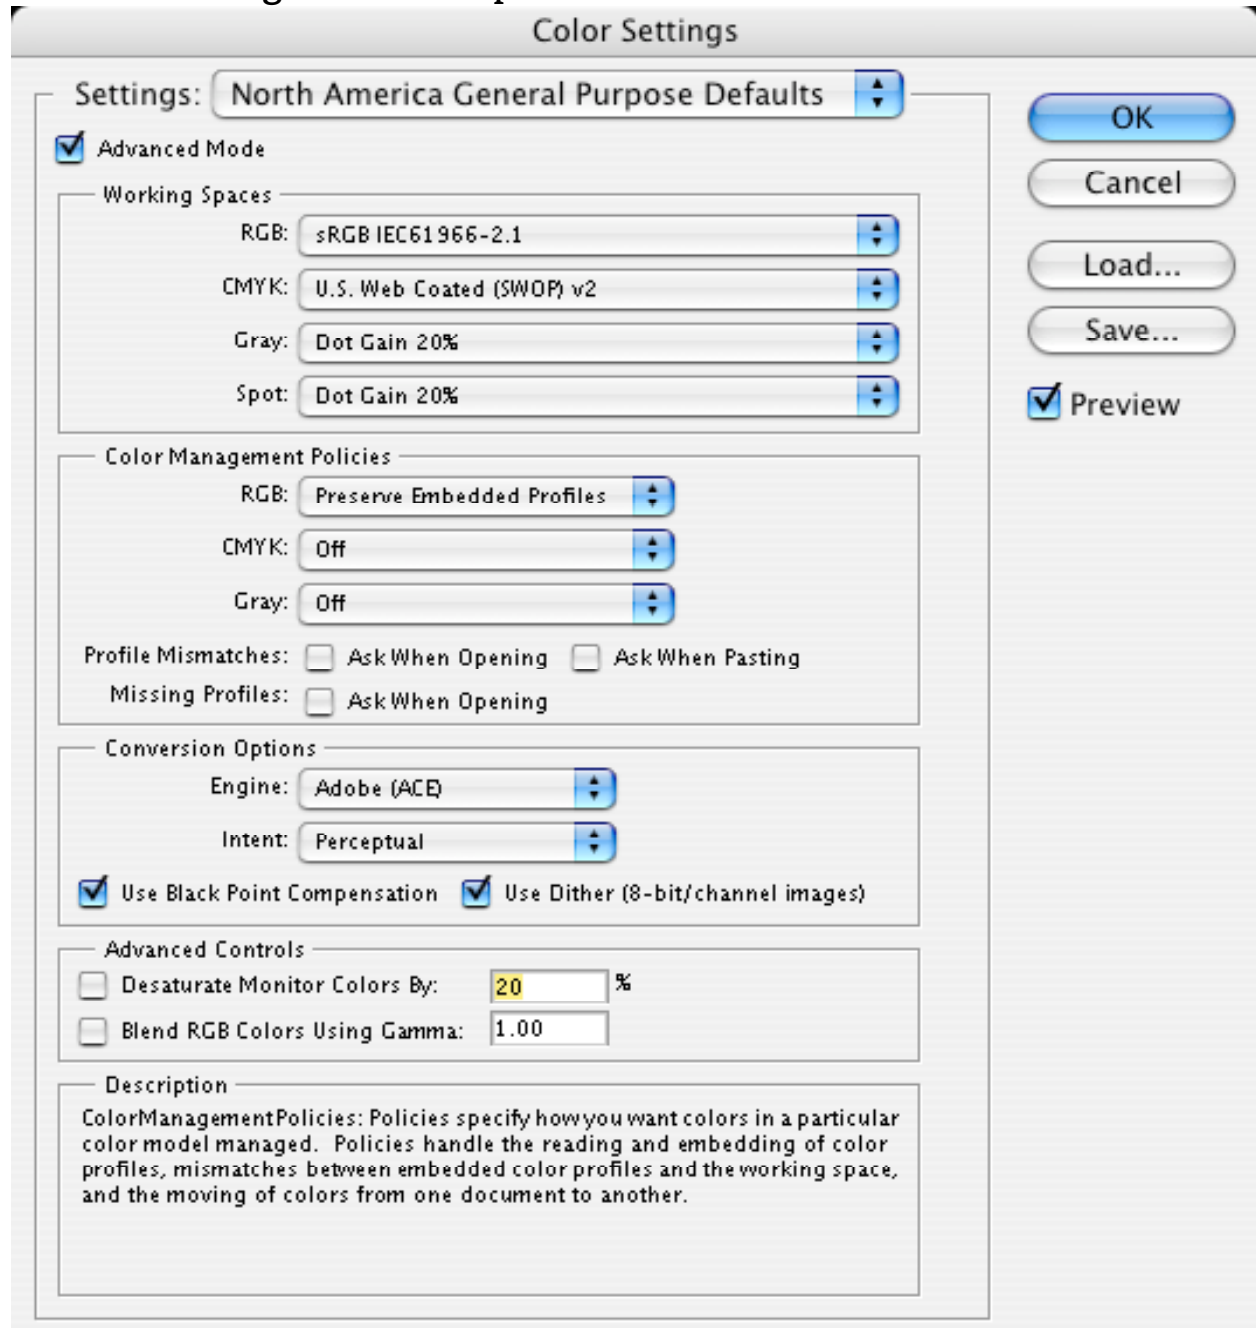 Color Settings
Settings: North America General Purpose Defaults
OK
Advanced Mode
Cancel
Working Spaces
RGB: sRGB IEC61966-2.1
Load...
CMYK: U.S. Web Coated (SWOP) v2
Save...
Gray: Dot Gain 20%
Spot: Dot Gain 20%
Preview
Color Management Policies
RGB: Preserve Embedded Profiles
CMYK: Off
Gray: Off
Profile Mismatches: Ask When Opening Ask When Pasting
Missing Profiles: Ask When Opening
Conversion Options
Engine: Adobe (ACE)
Intent: Perceptual
Use Black Point Compensation Use Dither (8-bit/channel images)
Advanced Controls
Desaturate Monitor Colors By: 20 %
Blend RGB Colors Using Gamma: 1.00
Description
ColorManagementPolicies: Policies specify how you want colors in a particular
color model managed. Policies handle the reading and embedding of color
profiles, mismatches between embedded color profiles and the working space,
and the moving of colors from one document to another.